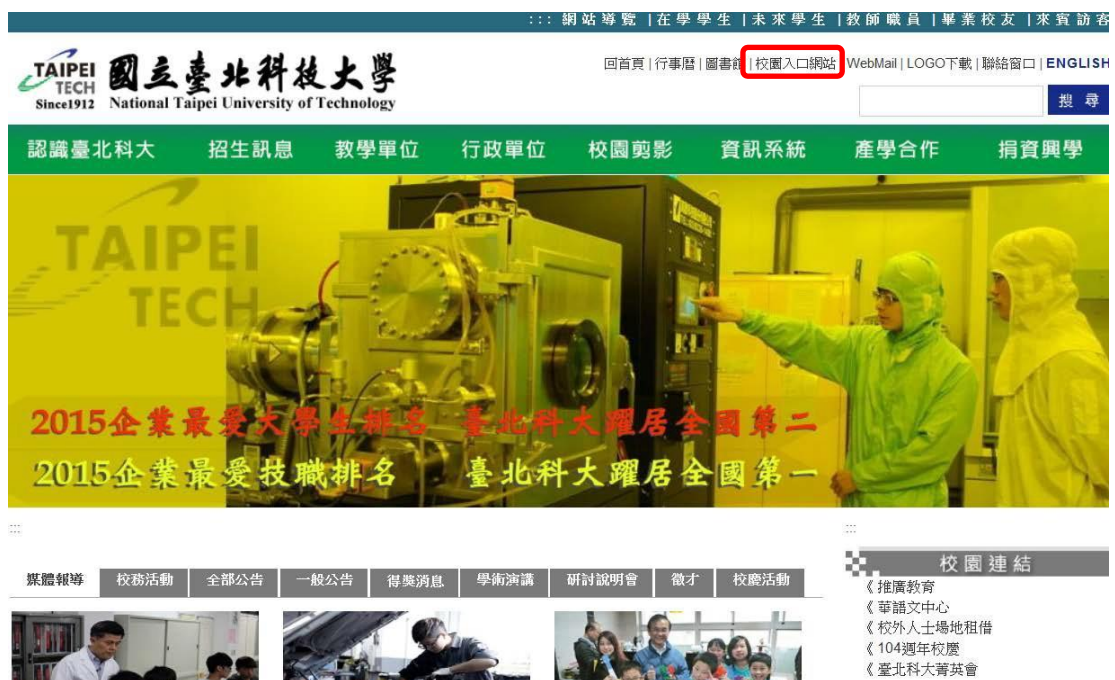 ::: 網站導覽 |在學學生 |未來學生 |教師職員 |畢業校友 |來賓訪客
TAIPEI
TECH
Since1912
國立臺北科技大學
National Taipei University of Technology
回首頁 | 行事曆 | 圖書館 | 校園入口網站 | WebMail | LOGO下載 | 聯絡窗口 | ENGLISH
搜 尋
認識臺北科大 招生訊息 教學單位 行政單位 校園剪影 資訊系統 產學合作 捐資興學
TAIPEI
TECH
2015企業最愛大學生排名 臺北科大躍居全國第二
2015企業最愛技職排名 臺北科大躍居全國第一
:::
:::
媒體報導 校務活動 全部公告 一般公告 得獎消息 學術演講 研討說明會 徵才 校慶活動
校園連結
《 推廣教育
《 華語文中心
《 校外人士場地租借
《 104週年校慶
《 臺北科大菁英會